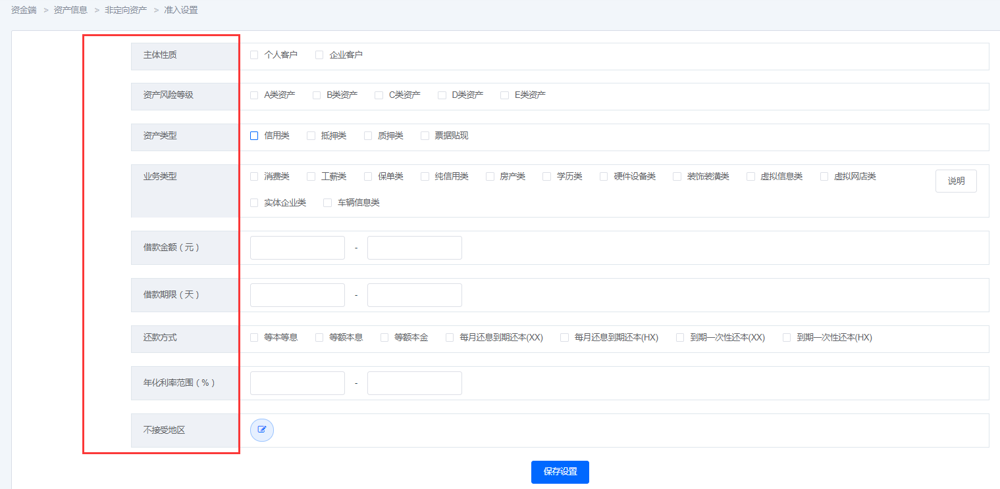 资金端 > 资产信息 > 非定向资产 > 准入设置
主体性质 个人客户 企业客户
资产风险等级 A类资产 B类资产 C类资产 D类资产 E类资产
资产类型 信用类 抵押类 质押类 票据贴现
业务类型 消费类 工薪类 保单类 纯信用类 房产类 学历类 硬件设备类 装饰装潢类 虚拟信息类 虚拟网店类 说明
实体企业类 车辆信息类
借款金额（元） -
借款期限（天） -
还款方式 等本等息 等额本息 等额本金 每月还息到期还本(XX) 每月还息到期还本(HX) 到期一次性还本(XX) 到期一次性还本(HX)
年化利率范围（%） -
不接受地区
保存设置